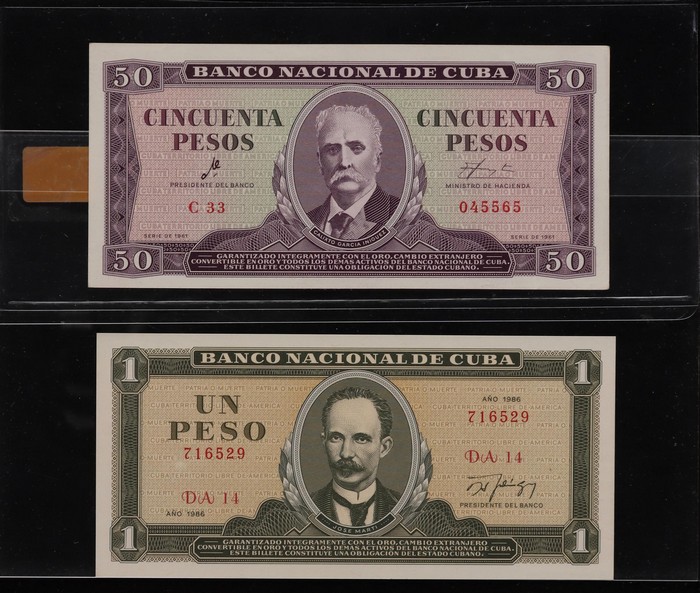 50 BANCO NACIONAL DE CUBA 50
CINCUENTA CINCUENTA
PESOS PESOS
PRESIDENTE DEL BANCO MINISTRO DE HACIENDA
C 33 045565
SERIE DE 1961 CALIXTO GARCIA IÑIGUEZ SERIE DE 1961
50 50
GARANTIZADO INTEGRAMENTE CON EL ORO, CAMBIO EXTRANJERO
CONVERTIBLE EN ORO Y TODOS LOS DEMAS ACTIVOS DEL BANCO NACIONAL DE CUBA.
ESTE BILLETE CONSTITUYE UNA OBLIGACION DEL ESTADO CUBANO.
1 BANCO NACIONAL DE CUBA 1
UN
PESO
AÑO 1986
716529 716529
DA 14 DA 14
PRESIDENTE DEL BANCO
AÑO 1986
JOSE MARTI
1 1
GARANTIZADO INTEGRAMENTE CON EL ORO, CAMBIO EXTRANJERO
CONVERTIBLE EN ORO Y TODOS LOS DEMAS ACTIVOS DEL BANCO NACIONAL DE CUBA.
ESTE BILLETE CONSTITUYE UNA OBLIGACION DEL ESTADO CUBANO.